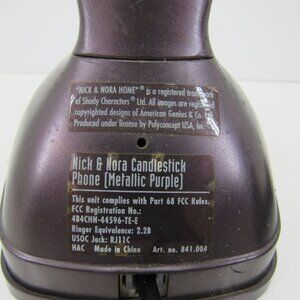 "NICK & NORA HOME"® is a registered trademark
of Shady Characters® Ltd. All images are registered
copyrighted designs of American Genius & Co.
Produced under license by Polyconcept USA, Inc.
Nick & Nora Candlestick
Phone [Metallic Purple]
This unit complies with Part 68 FCC Rules.
FCC Registration No.:
4B4CHN-44596-TE-E
Ringer Equivalence: 2.2B
USOC Jack: RJ11C
HAC Made in China Art. no. 841.004